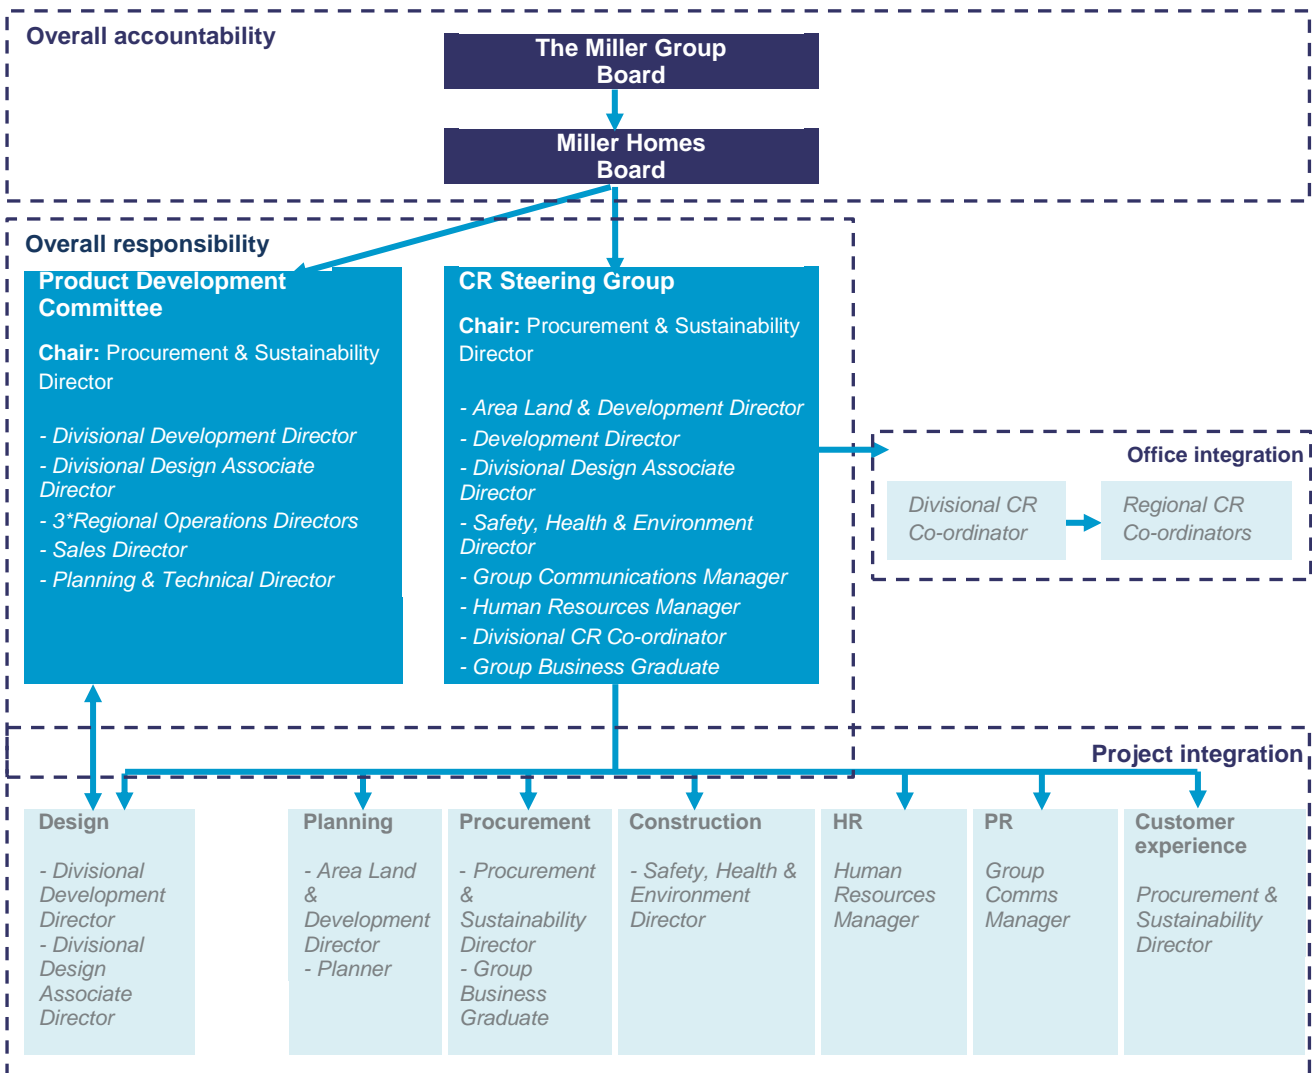 Overall accountability
The Miller Group
Board
Miller Homes
Board
Overall responsibility
Product Development
Committee
Chair: Procurement & Sustainability
Director
- Divisional Development Director
- Divisional Design Associate
Director
- 3*Regional Operations Directors
- Sales Director
- Planning & Technical Director
CR Steering Group
Chair: Procurement & Sustainability
Director
- Area Land & Development Director
- Development Director
- Divisional Design Associate
Director
- Safety, Health & Environment
Director
- Group Communications Manager
- Human Resources Manager
- Divisional CR Co-ordinator
- Group Business Graduate
Office integration
Divisional CR
Co-ordinator
Regional CR
Co-ordinators
Project integration
Design
- Divisional
Development
Director
- Divisional
Design
Associate
Director
Planning
- Area Land
&
Development
Director
- Planner
Procurement
- Procurement
&
Sustainability
Director
- Group
Business
Graduate
Construction
- Safety, Health &
Environment
Director
HR
Human
Resources
Manager
PR
Group
Comms
Manager
Customer
experience
Procurement &
Sustainability
Director